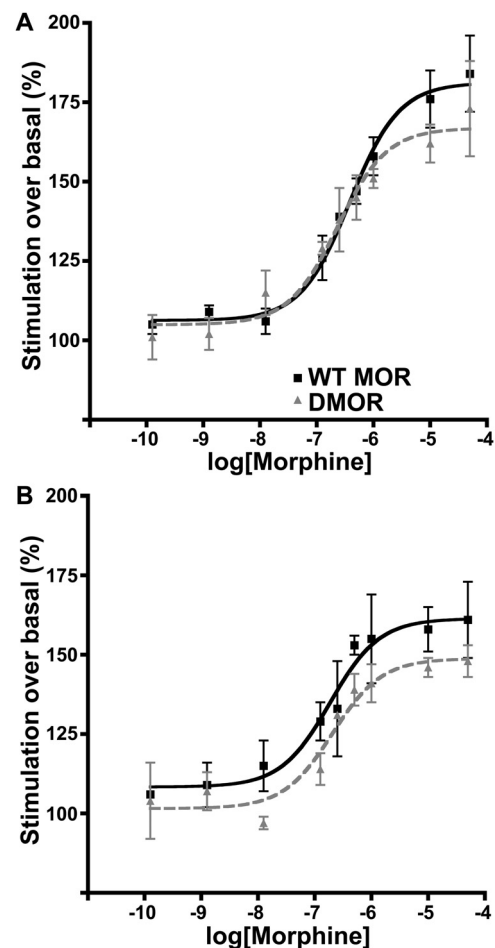 A
Stimulation over basal (%)
200
175
150
125
100
WT MOR
DMOR
-10 -9 -8 -7 -6 -5 -4
log[Morphine]
B
Stimulation over basal (%)
200
175
150
125
100
-10 -9 -8 -7 -6 -5 -4
log[Morphine]